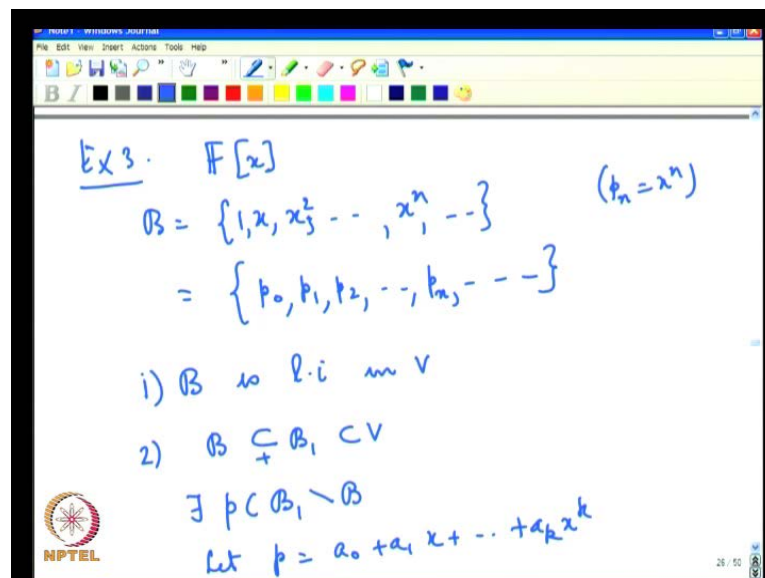 Note1 - Windows Journal
File Edit View Insert Actions Tools Help
B I
Ex 3. 𝔽[x]
B = {1, x, x², - - , xⁿ, - -} (pₙ = xⁿ)
= {p₀, p₁, p₂, - -, pₙ, - - -}
i) B is l.i in V
2) B ⊊ B₁ ⊂ V
∃ p ⊂ B₁ \ B
Let p = a₀ + a₁ x + - - + aₖ xᵏ
NPTEL
26 / 50